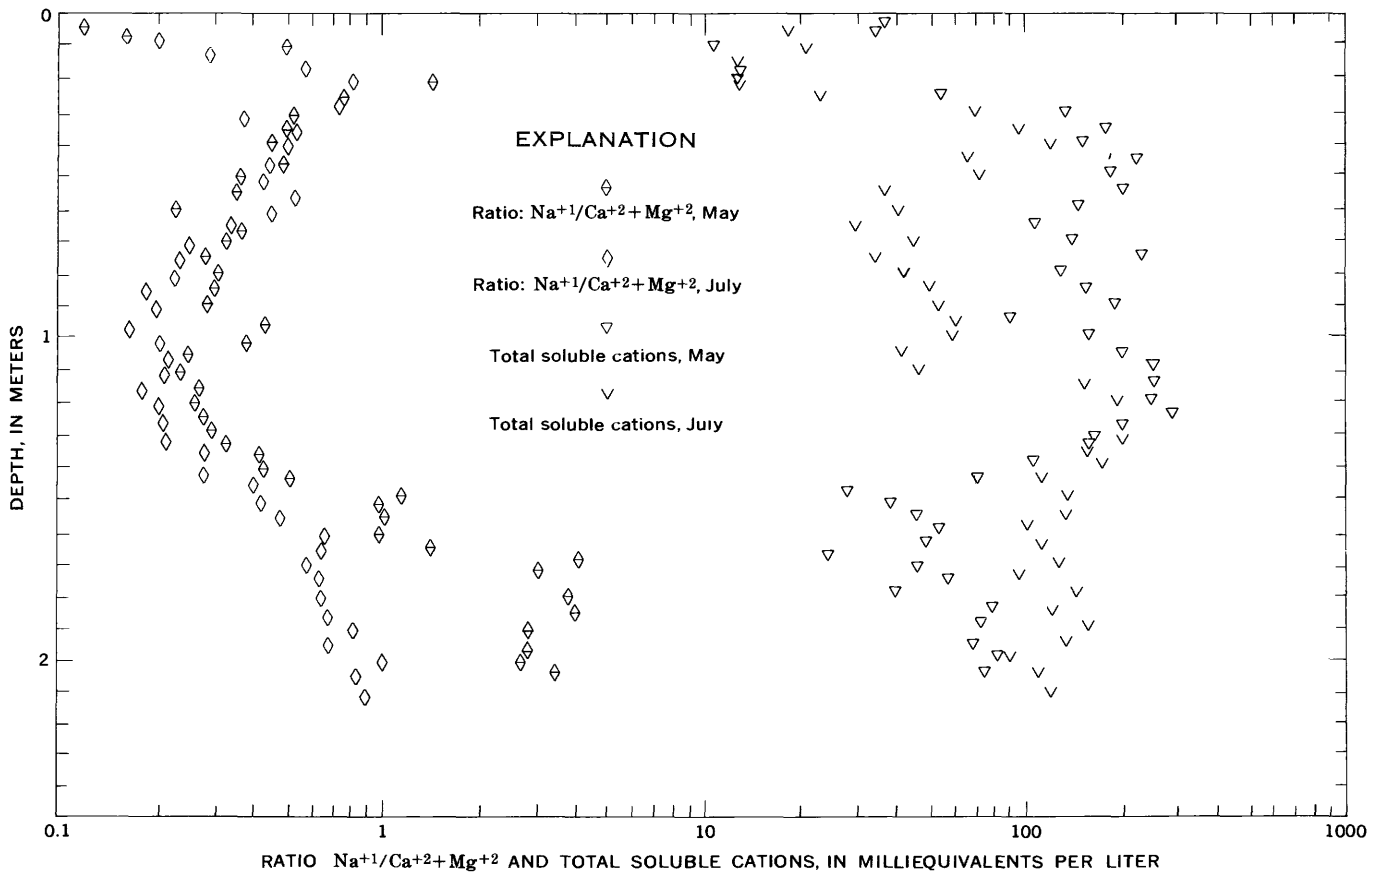 0
1
2
DEPTH, IN METERS
EXPLANATION
Ratio: Na+1/Ca+2+Mg+2, May
Ratio: Na+1/Ca+2+Mg+2, July
Total soluble cations, May
Total soluble cations, July
0.1 1 10 100 1000
RATIO Na+1/Ca+2+Mg+2 AND TOTAL SOLUBLE CATIONS, IN MILLIEQUIVALENTS PER LITER